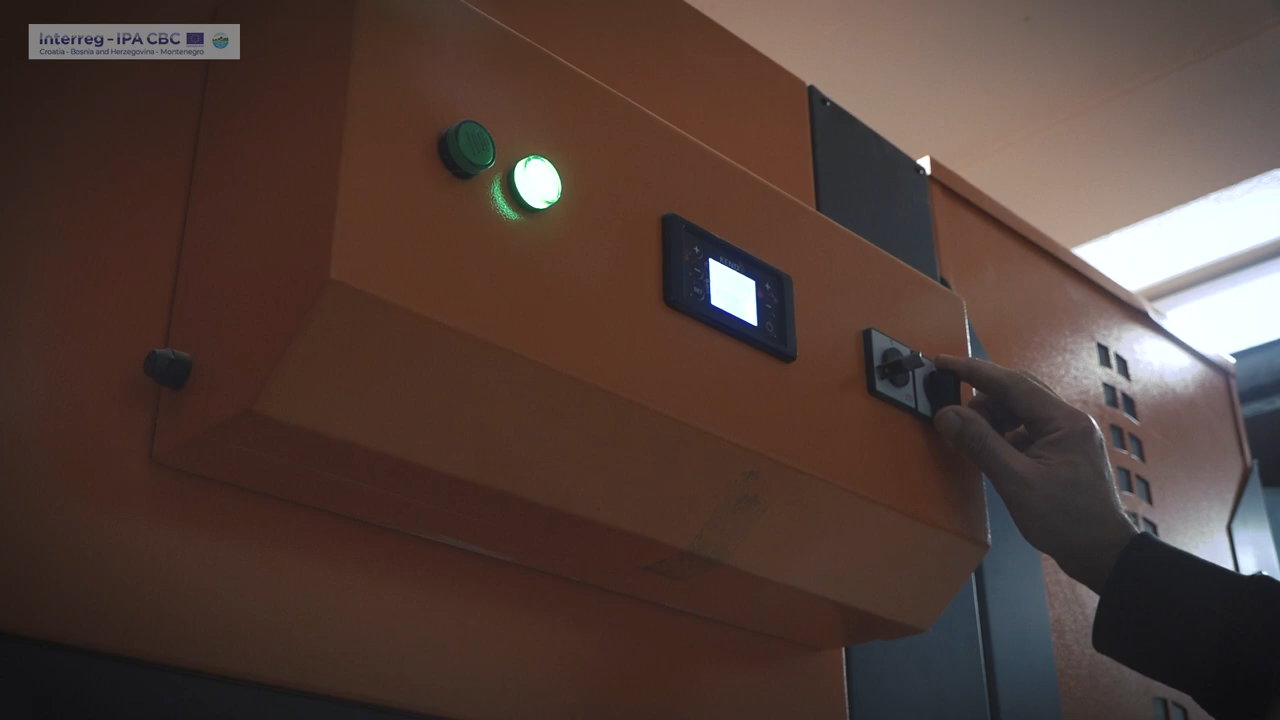 Interreg - IPA CBC
Croatia - Bosnia and Herzegovina - Montenegro